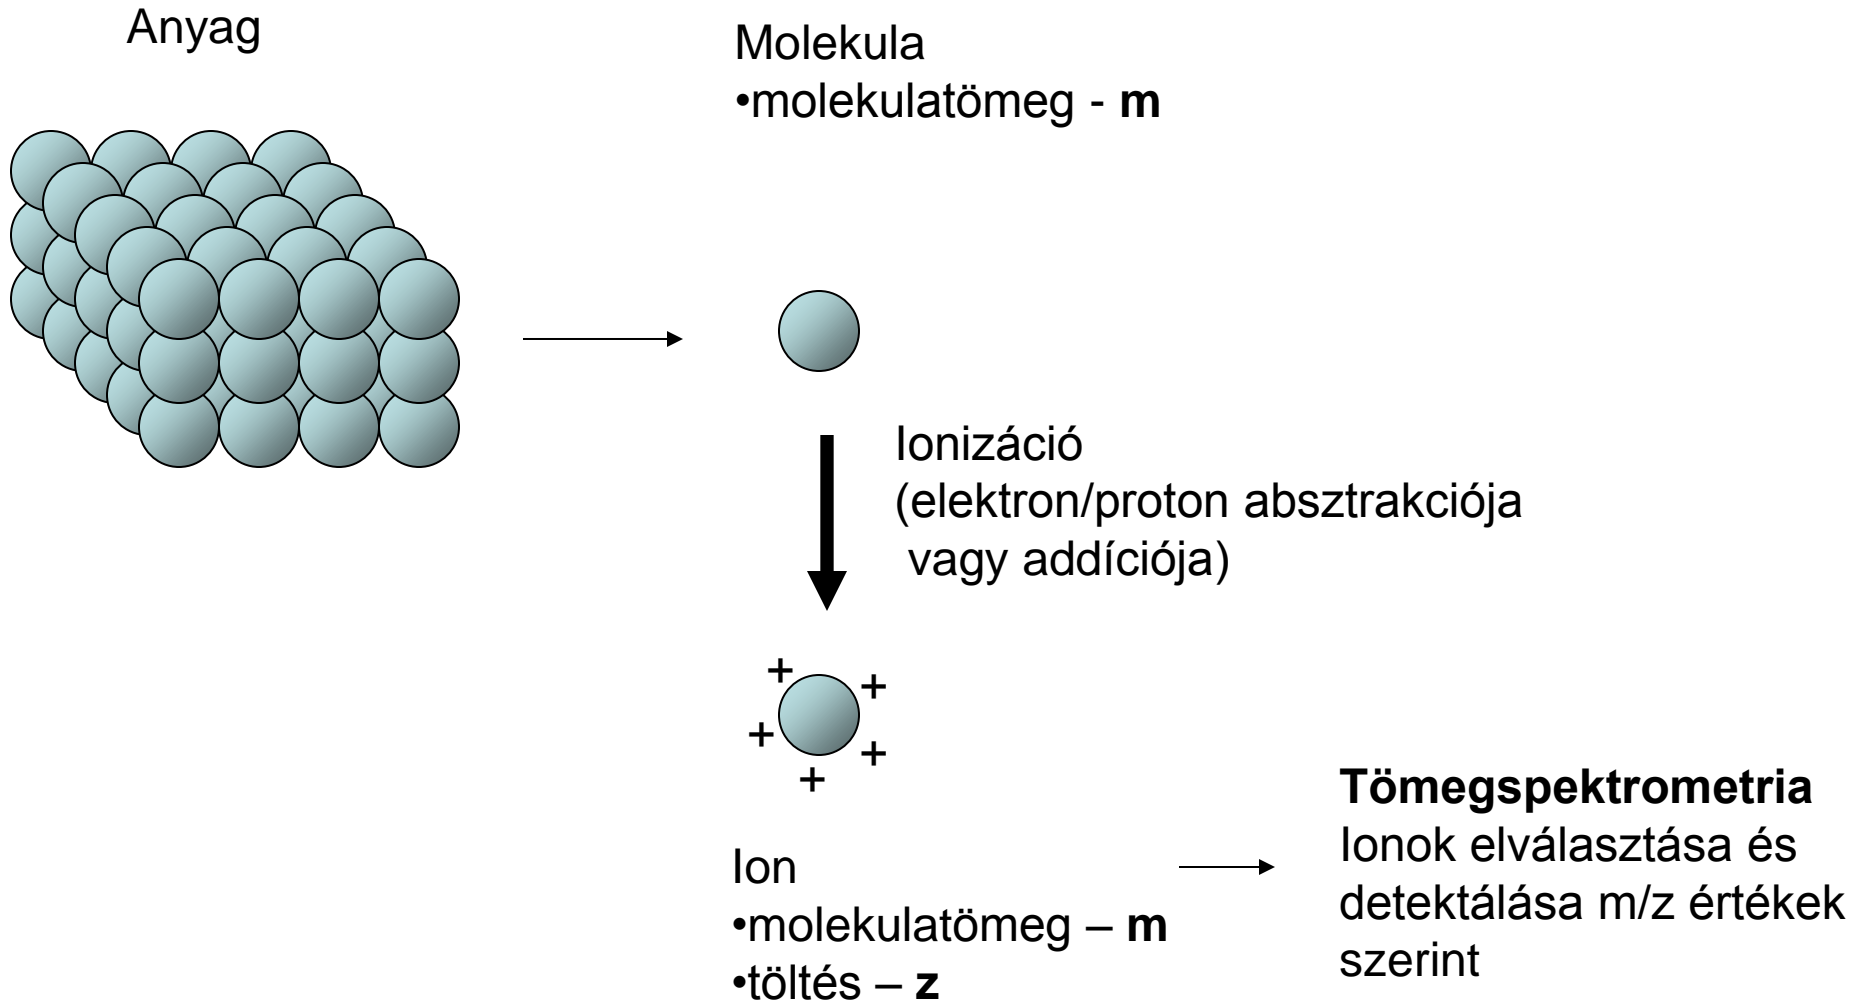 Anyag
Molekula
•molekulatömeg - m
Ionizáció
(elektron/proton absztrakciója
vagy addíciója)
+
+
+
+
+
Ion
•molekulatömeg – m
•töltés – z
Tömegspektrometria
Ionok elválasztása és
detektálása m/z értékek
szerint